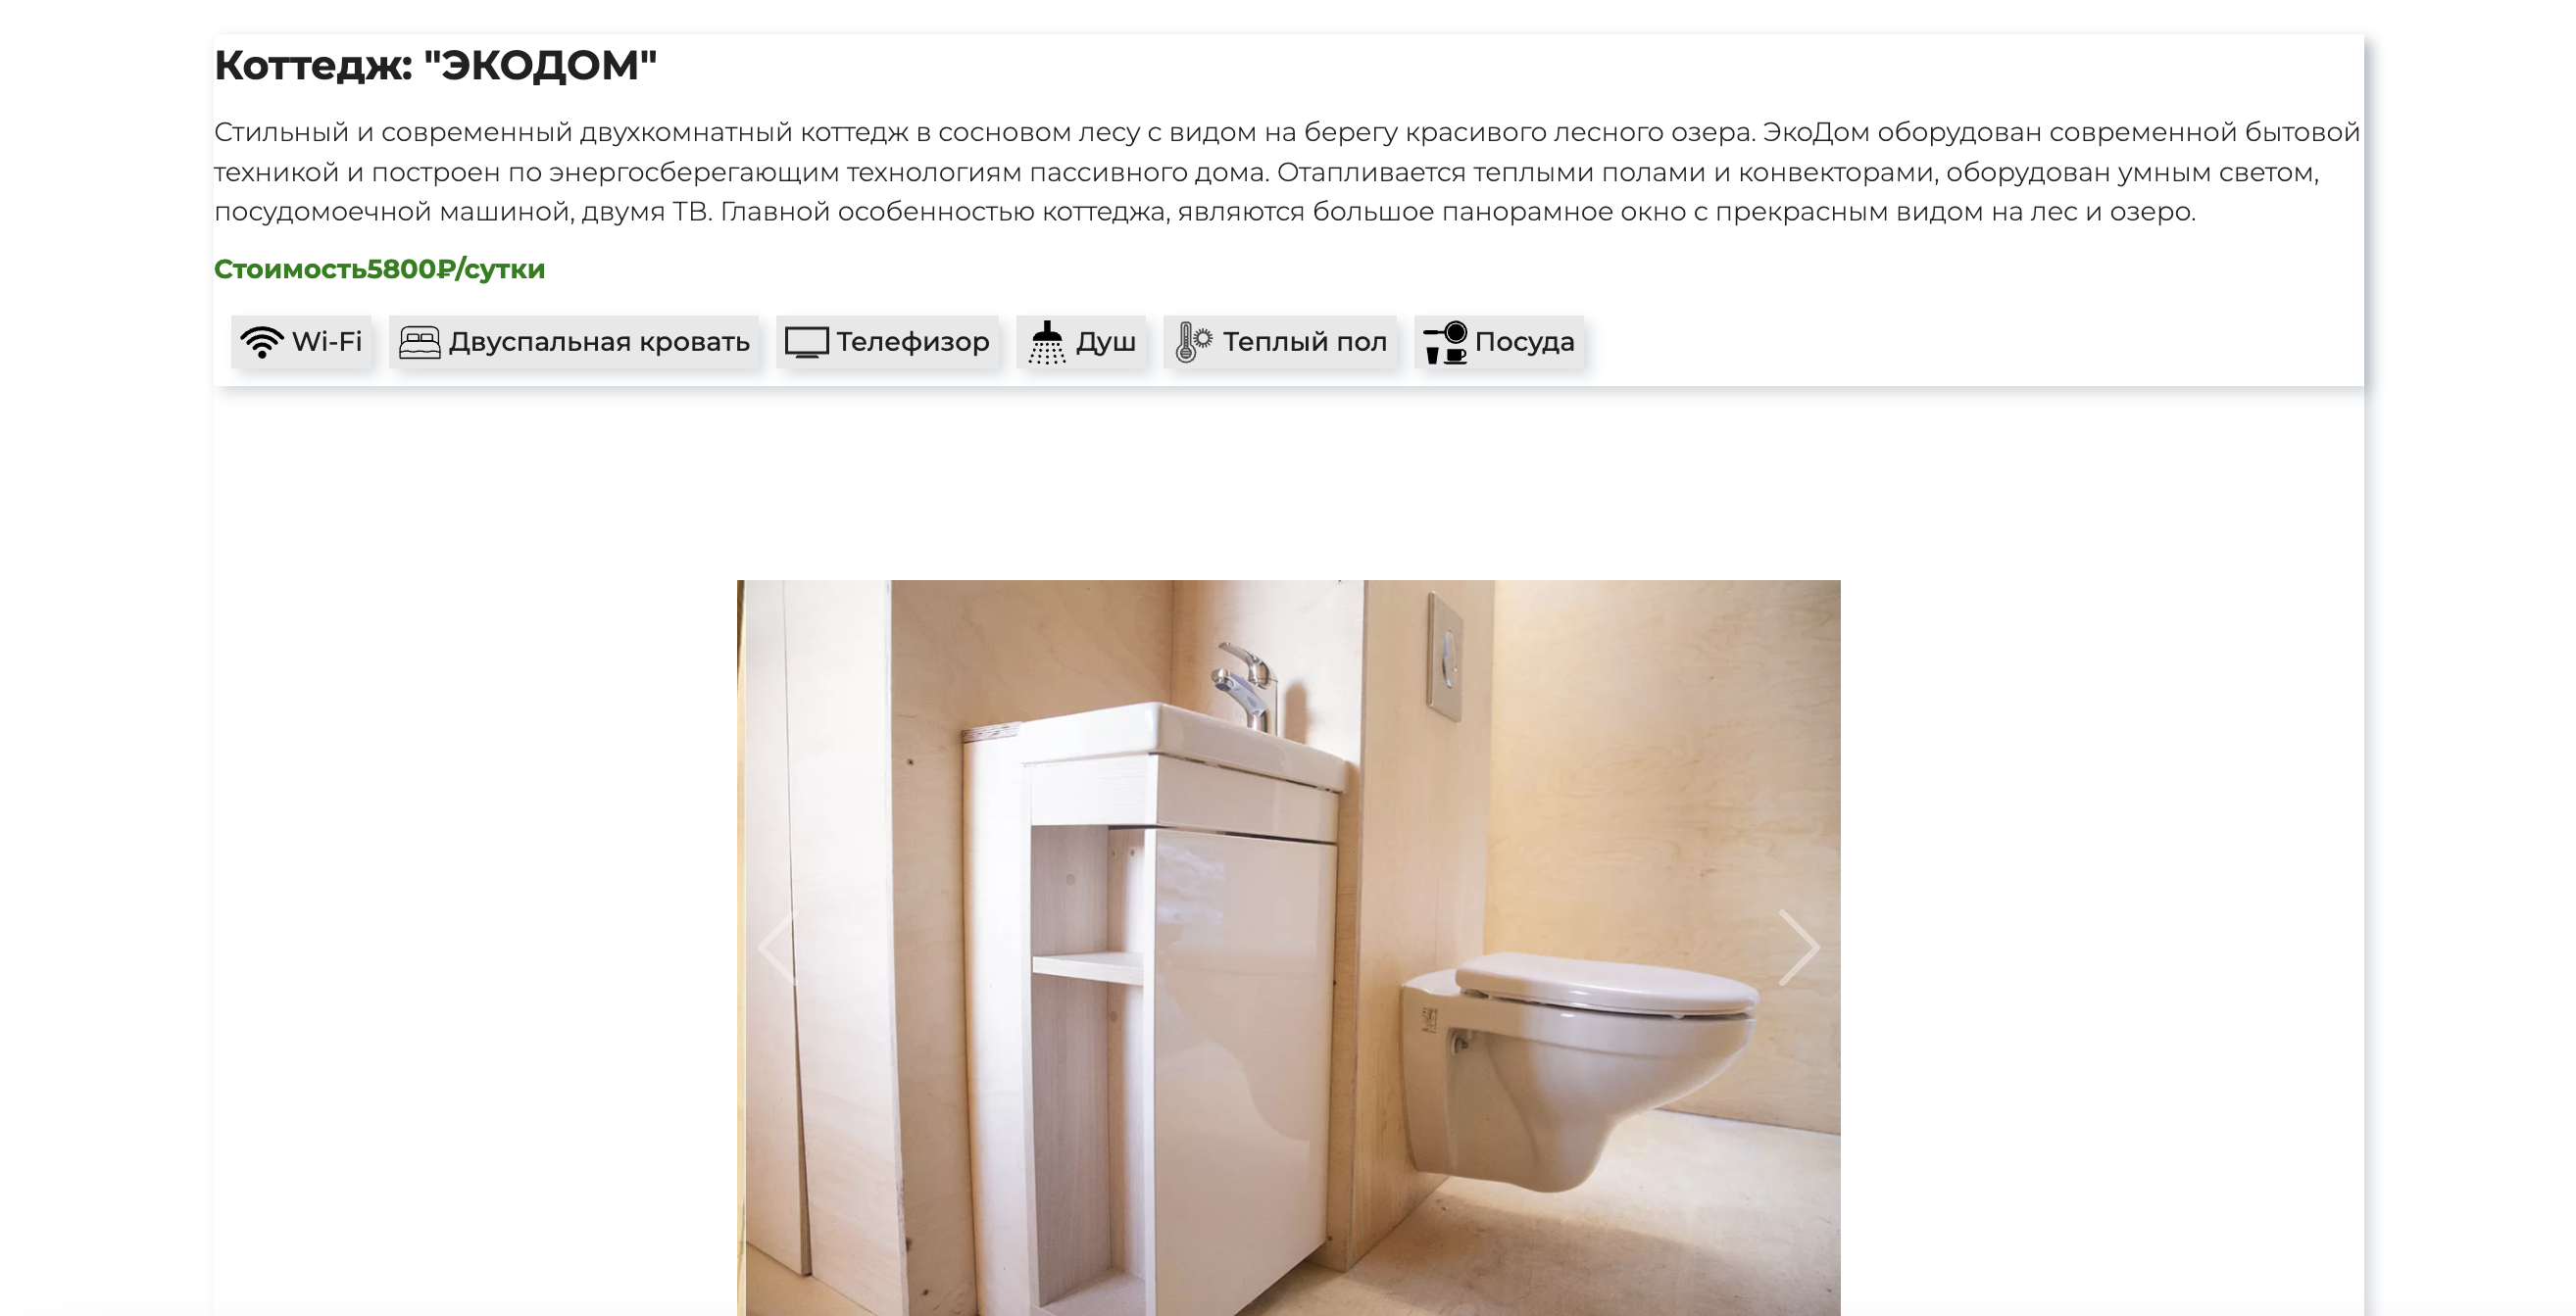 Коттедж: "ЭКОДОМ"
Стильный и современный двухкомнатный коттедж в сосновом лесу с видом на берегу красивого лесного озера. ЭкоДом оборудован современной бытовой
техникой и построен по энергосберегающим технологиям пассивного дома. Отапливается теплыми полами и конвекторами, оборудован умным светом,
посудомоечной машиной, двумя ТВ. Главной особенностью коттеджа, являются большое панорамное окно с прекрасным видом на лес и озеро.
Стоимость5800₽/сутки
Wi-Fi Двуспальная кровать Телефизор Душ Теплый пол Посуда